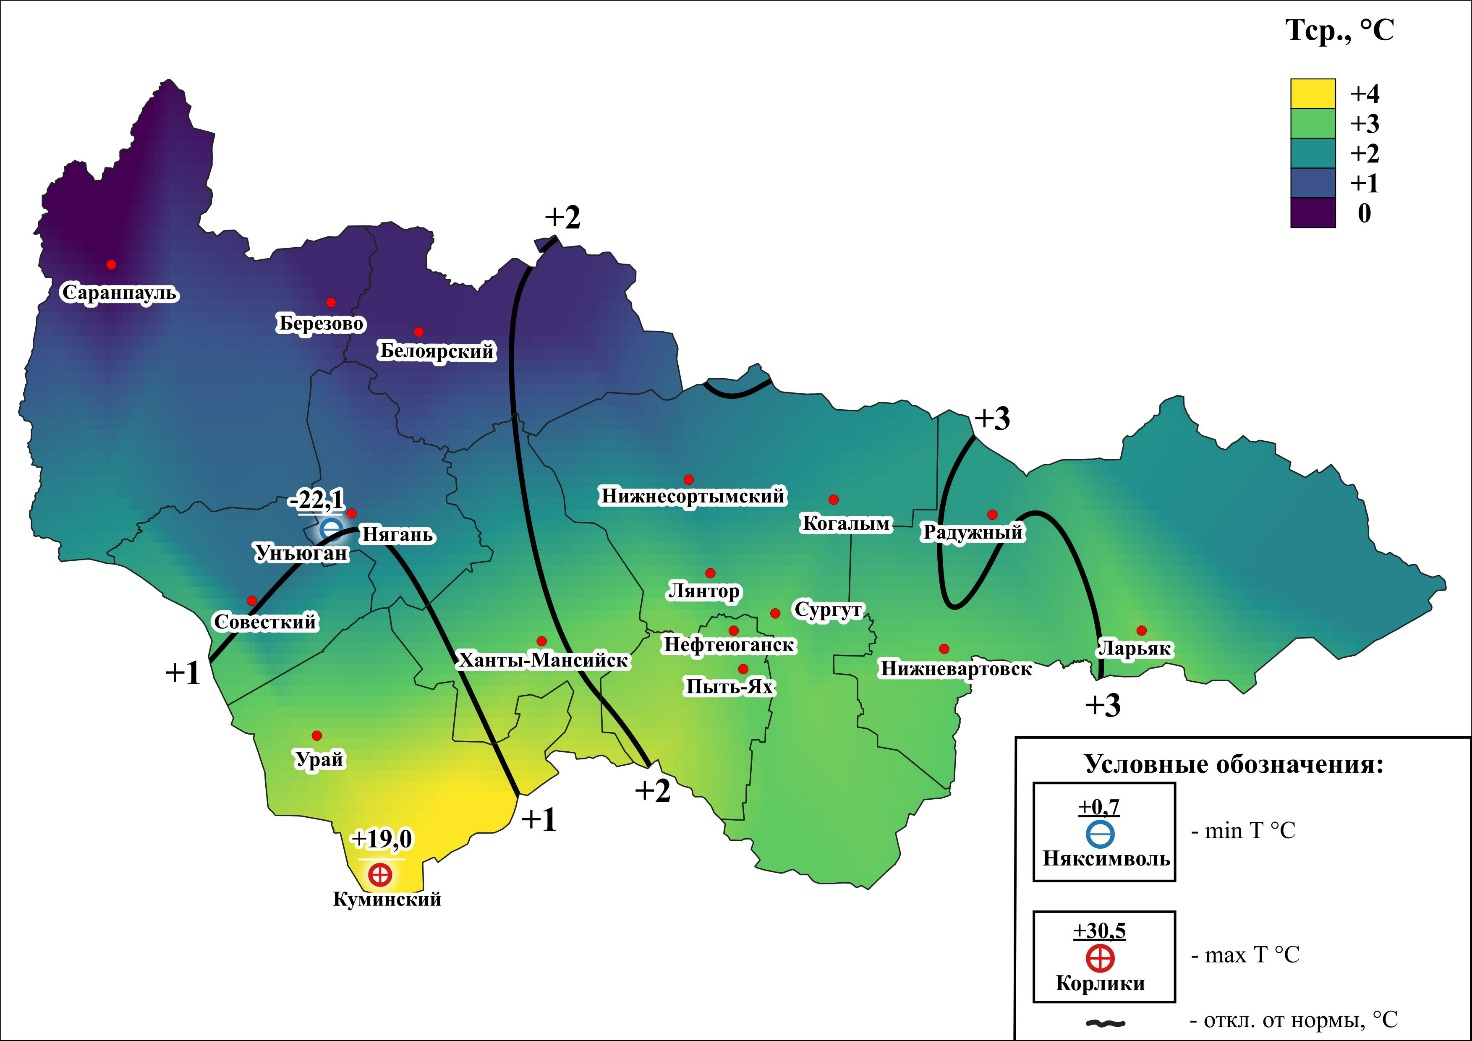 Тср., °С
+4
+3
+2
+1
0
+2
Саранпауль
Березово
Белоярский
+3
-22,1
Нижнесортымский
Когалым
Радужный
Нягань
Унъюган
Лянтор
Сургут
Совесткий
Нефтеюганск
Ларьяк
Ханты-Мансийск
Нижневартовск
+1
Пыть-Ях
+3
Урай
+2
+1
+19,0
Куминский
Условные обозначения:
+0,7
- min T °C
Няксимволь
+30,5
- max T °C
Корлики
- откл. от нормы, °С